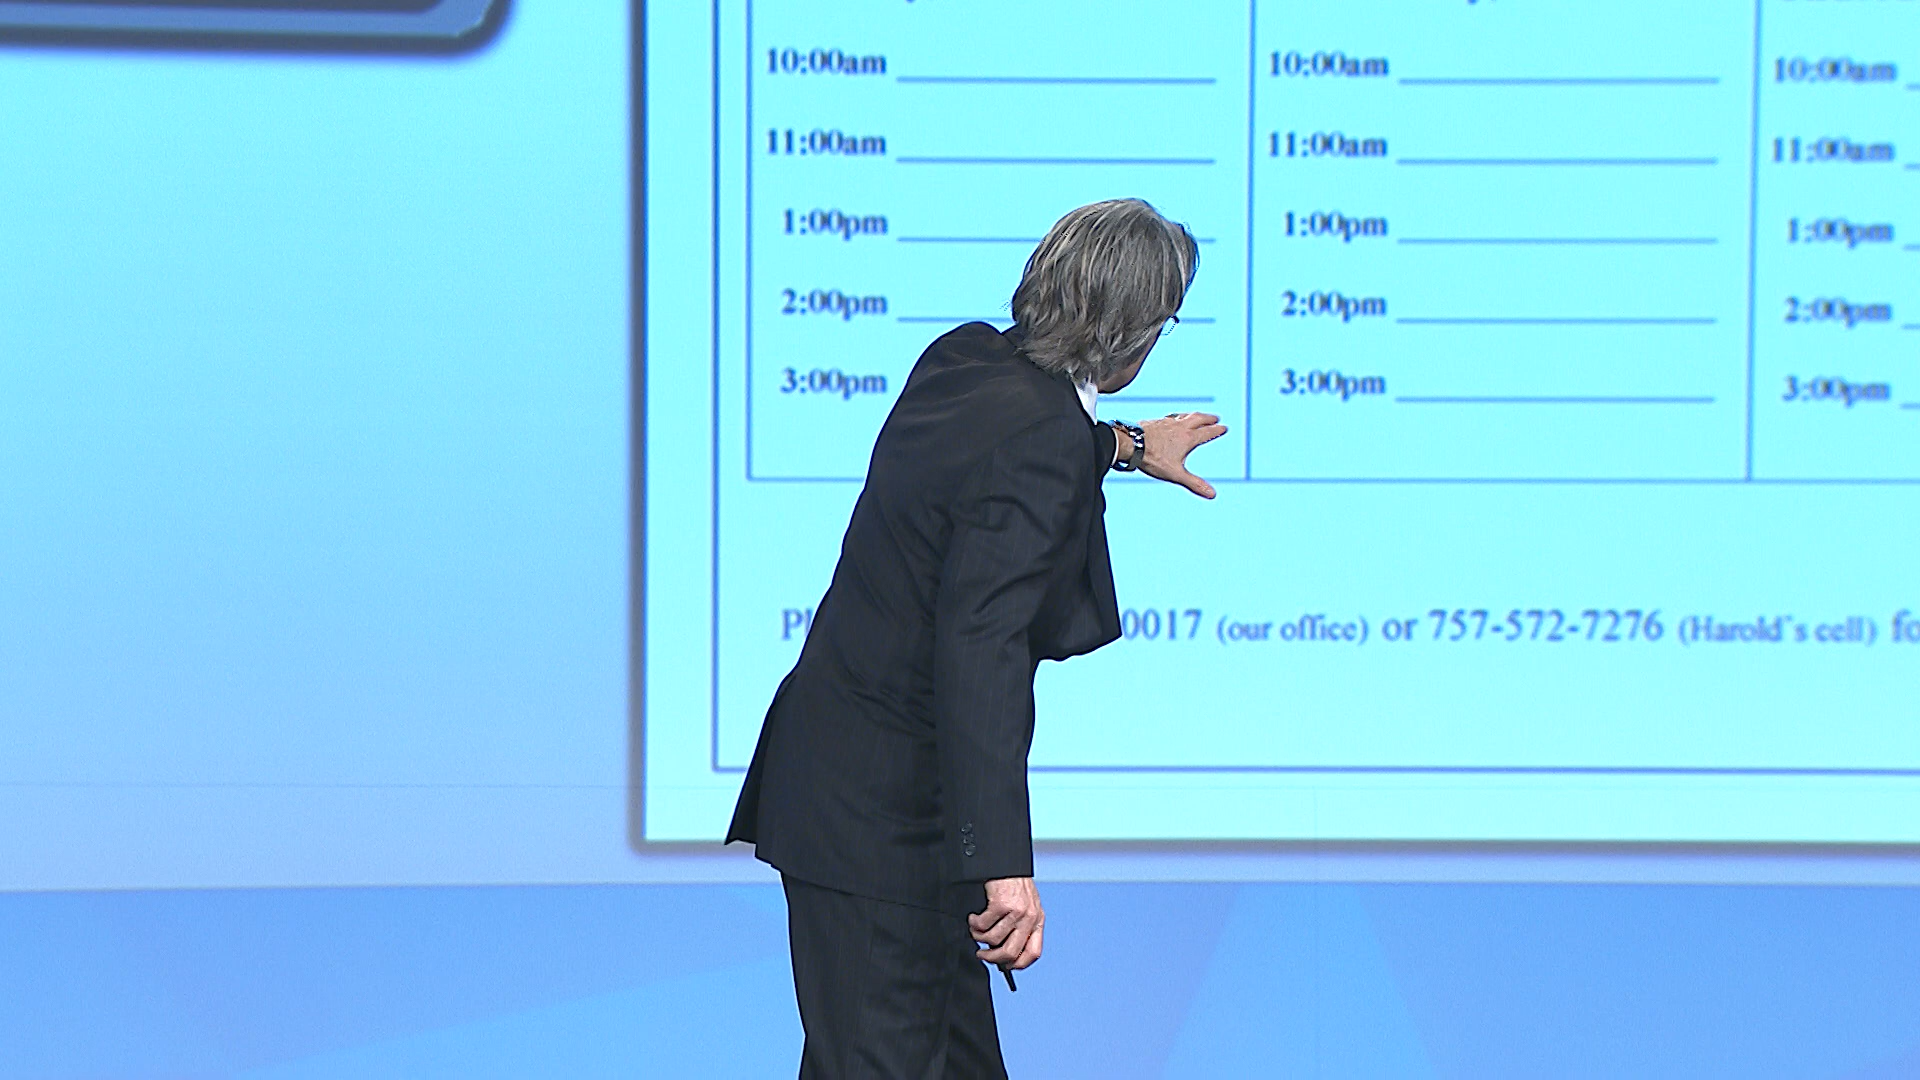 10:00am 10:00am 10:00am
11:00am 11:00am 11:00am
1:00pm 1:00pm 1:00pm
2:00pm 2:00pm 2:00pm
3:00pm 3:00pm 3:00pm
0017 (our office) or 757-572-7276 (Harold's cell)